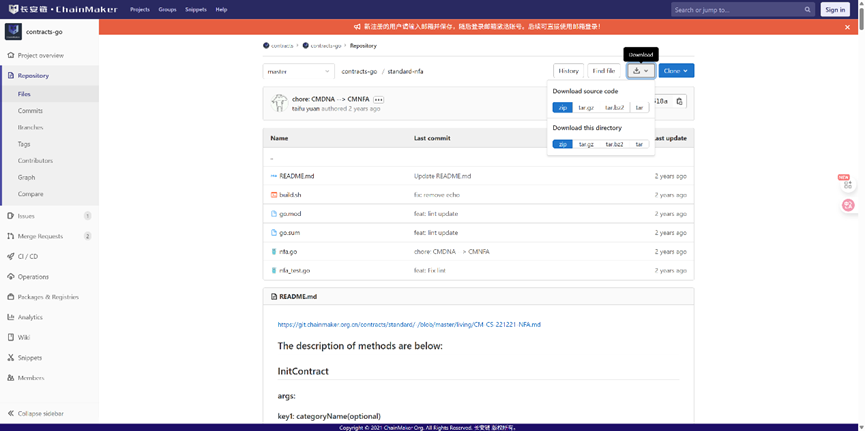 长安链·ChainMaker Projects Groups Snippets Help Search or jump to... Sign in
contracts-go
新注册的用户请输入邮箱并保存，随后登录邮箱激活账号。后续可直接使用邮箱登录！
Project overview
Repository
Files
Commits
Branches
Tags
Contributors
Graph
Compare
Issues 1
Merge Requests 2
CI / CD
Operations
Packages & Registries
Analytics
Wiki
Snippets
Members
Collapse sidebar
contracts › contracts-go › Repository
Download
master contracts-go / standard-nfa History Find file Clone
chore: CMDNA --> CMNFA
taifu yuan authored 2 years ago
Download source code
zip tar.gz tar.bz2 tar
Download this directory
zip tar.gz tar.bz2 tar
Name Last commit Last update
..
README.md Update README.md 2 years ago
build.sh fix: remove echo 2 years ago
go.mod feat: lint update 2 years ago
go.sum feat: lint update 2 years ago
nfa.go chore: CMDNA --> CMNFA 2 years ago
nfa_test.go feat: Fix lint 2 years ago
NEW
README.md
https://git.chainmaker.org.cn/contracts/standard/-/blob/master/living/CM-CS-221221-NFA.md
The description of methods are below:
InitContract
args:
key1: categoryName(optional)
Copyright © 2021 ChainMaker Org. All Rights Reserved. 长安链 版权所有。